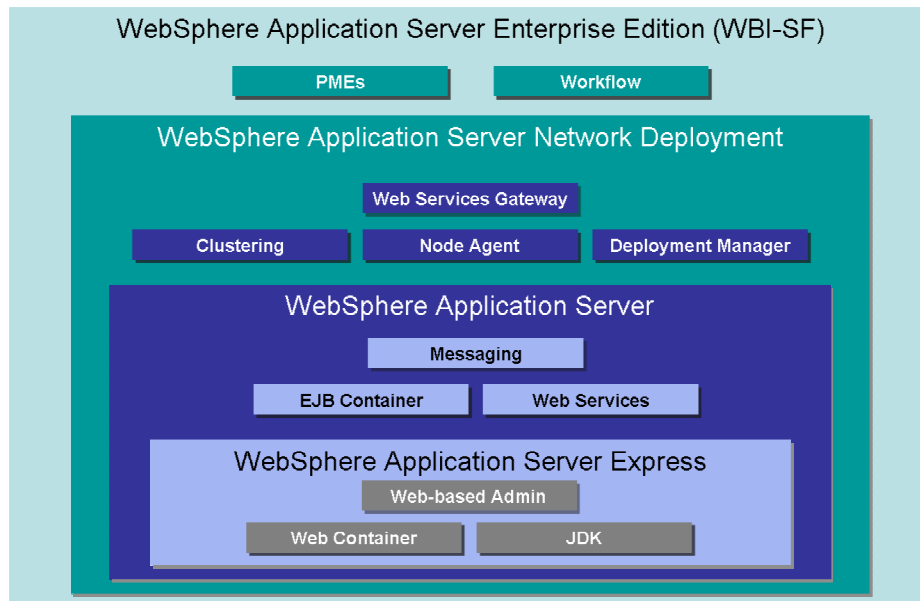 WebSphere Application Server Enterprise Edition (WBI-SF)
PMEs
Workflow
WebSphere Application Server Network Deployment
Web Services Gateway
Clustering
Node Agent
Deployment Manager
WebSphere Application Server
Messaging
EJB Container
Web Services
WebSphere Application Server Express
Web-based Admin
Web Container
JDK